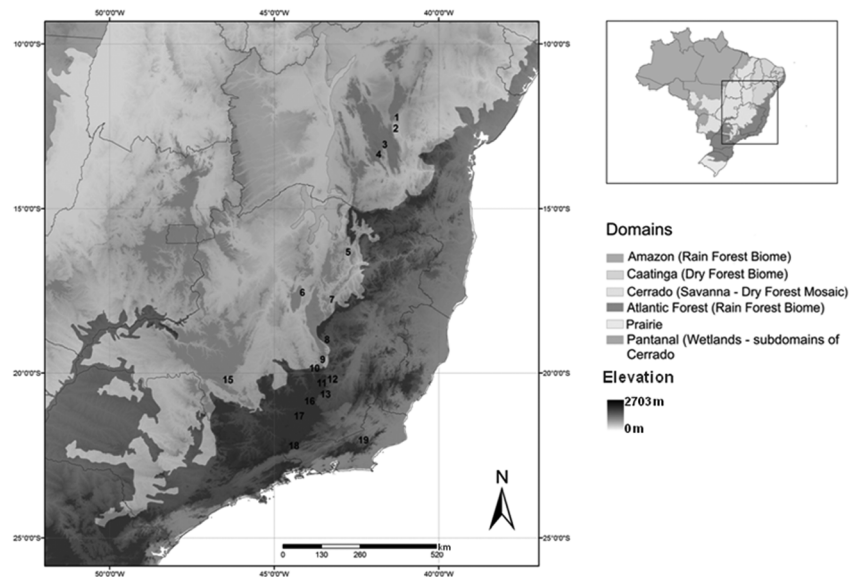 45°0'0"W
40°0'0"W
10°0'0"S
10°0'0"S
1
2
3
4
15°0'0"S
15°0'0"S
5
6
7
8
9
10
11
12
13
15
16
17
18
19
20°0'0"S
20°0'0"S
25°0'0"S
25°0'0"S
N
km
0
130
260
520
50°0'0"W
45°0'0"W
40°0'0"W
Domains
Amazon (Rain Forest Biome)
Caatinga (Dry Forest Biome)
Cerrado (Savanna - Dry Forest Mosaic)
Atlantic Forest (Rain Forest Biome)
Prairie
Pantanal (Wetlands - subdomains of
Cerrado
Elevation
2703m
0m